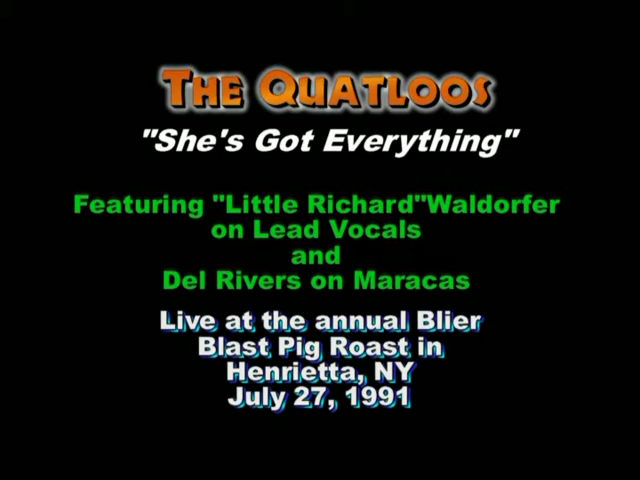 THE QUATLOOS
"She's Got Everything"
Featuring "Little Richard"Waldorfer
on Lead Vocals
and
Del Rivers on Maracas
Live at the annual Blier
Blast Pig Roast in
Henrietta, NY
July 27, 1991